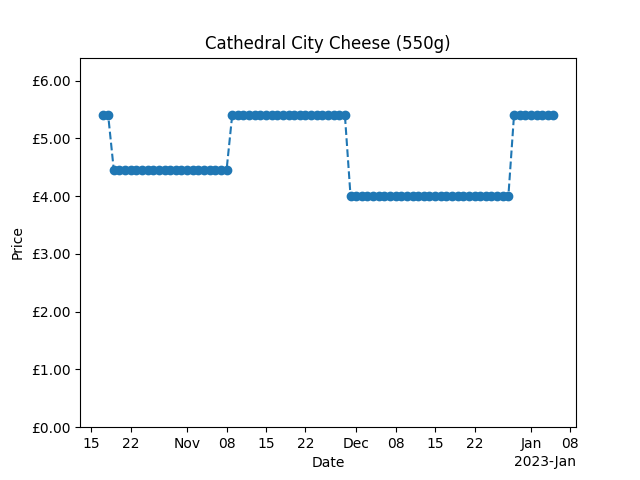 Cathedral City Cheese (550g)
£6.00
£5.00
£4.00
£3.00
£2.00
£1.00
£0.00
Price
15 22 Nov 08 15 22 Dec 08 15 22 Jan 08
2023-Jan
Date